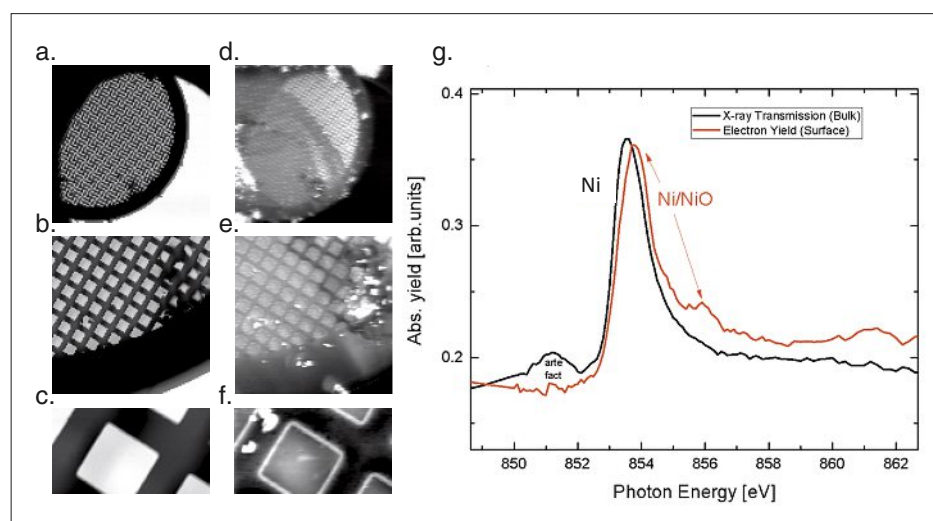 a.
d.
g.
b.
e.
c.
f.
0.4
0.3
0.2
Abs. yield [arb.units]
X-ray Transmission (Bulk)
Electron Yield (Surface)
Ni
Ni/NiO
arte
fact
850 852 854 856 858 860 862
Photon Energy [eV]